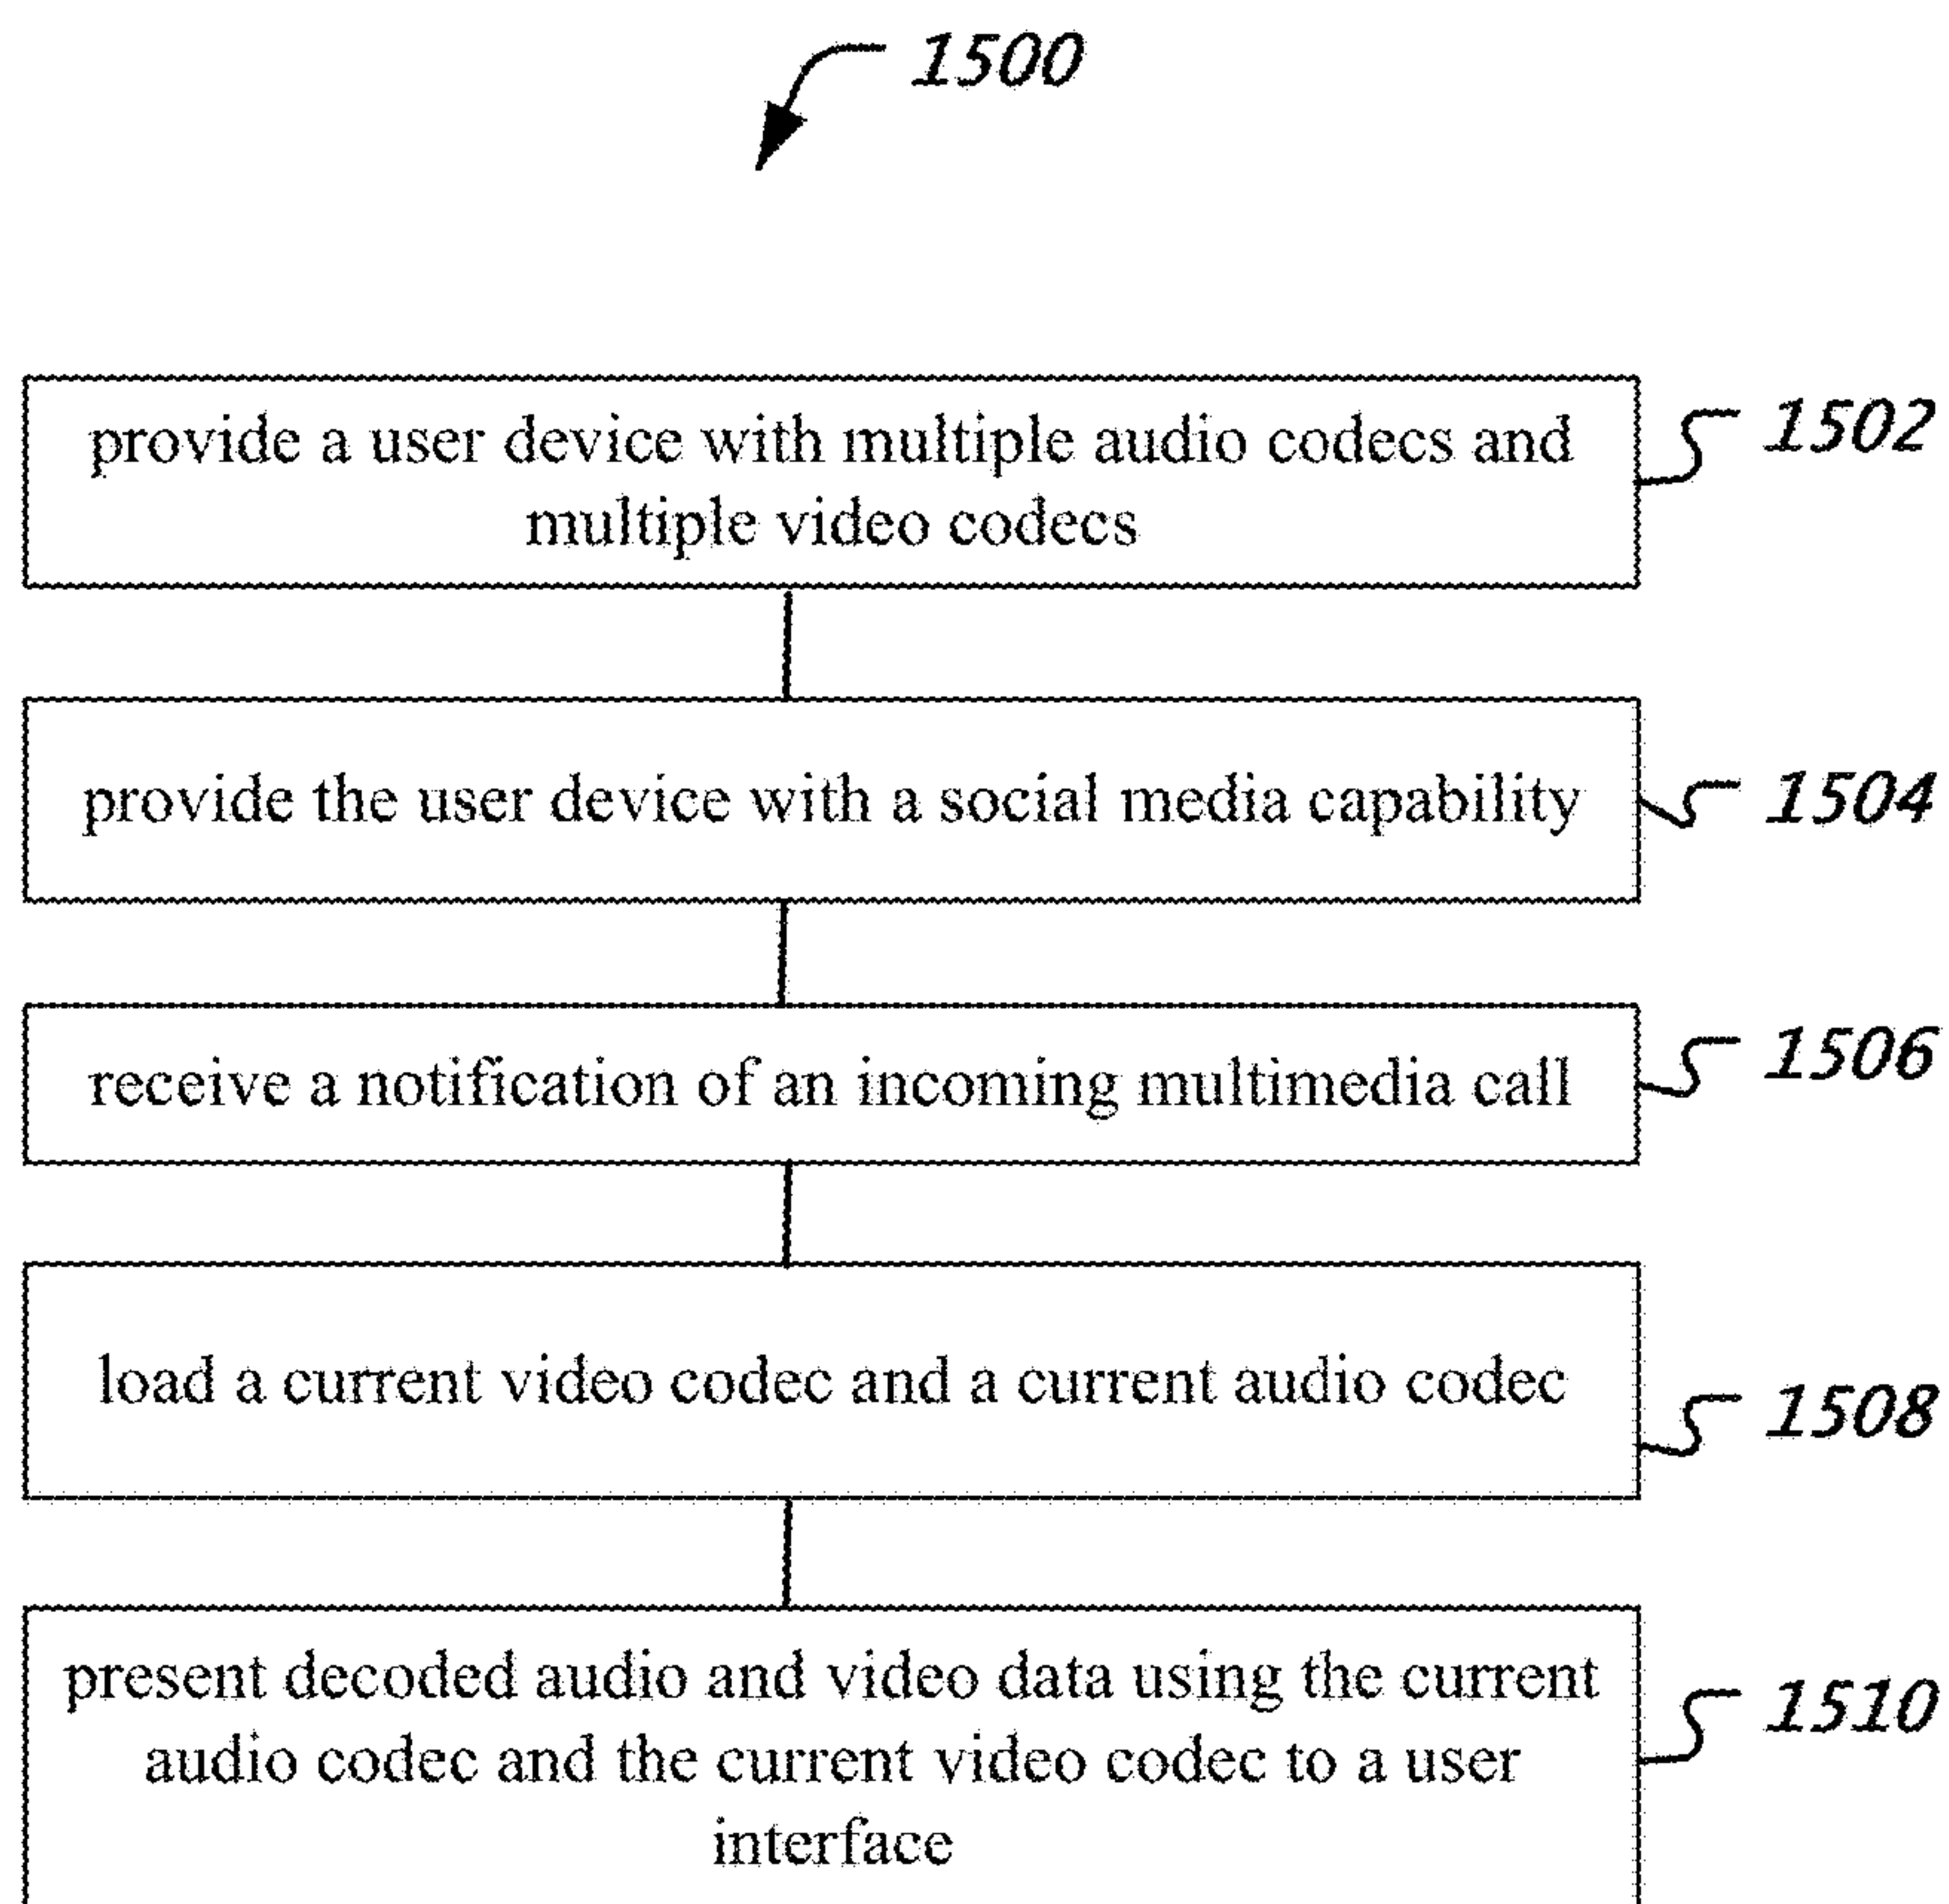 1500
provide a user device with multiple audio codecs and
multiple video codecs
1502
provide the user device with a social media capability
1504
receive a notification of an incoming multimedia call
1506
load a current video codec and a current audio codec
1508
present decoded audio and video data using the current
audio codec and the current video codec to a user
interface
1510